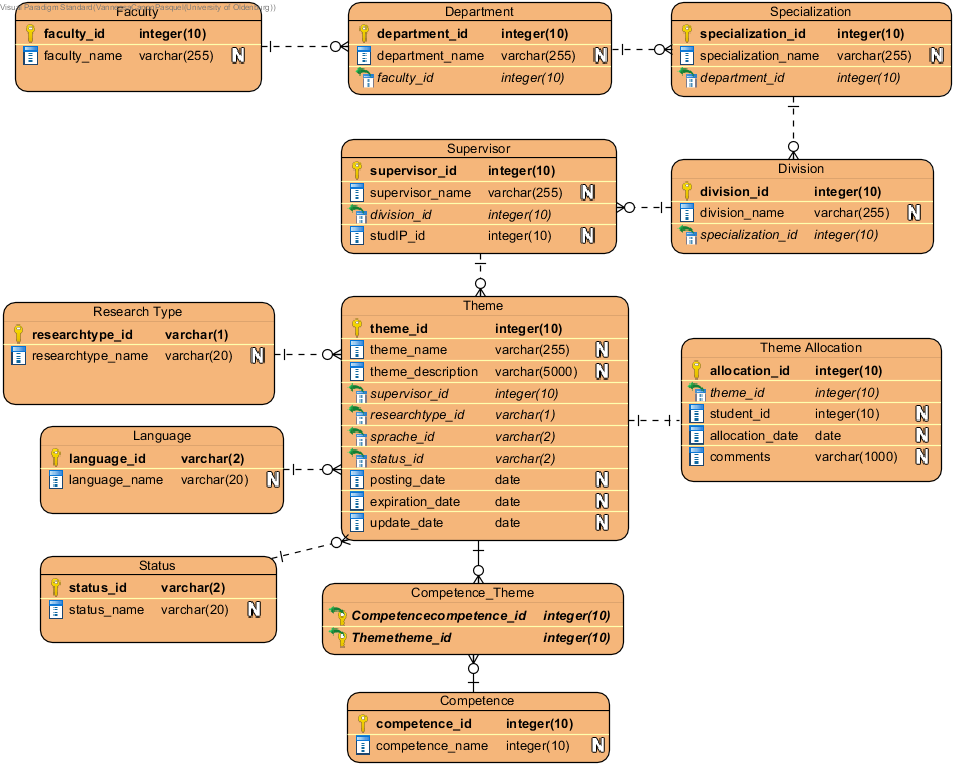 Visual Paradigm Standard(Vannessa Carpio Pasquel(University of Oldenburg))
Faculty
faculty_id integer(10)
faculty_name varchar(255) N
Department
department_id integer(10)
department_name varchar(255) N
faculty_id integer(10)
Specialization
specialization_id integer(10)
specialization_name varchar(255) N
department_id integer(10)
Supervisor
supervisor_id integer(10)
supervisor_name varchar(255) N
division_id integer(10)
studIP_id integer(10) N
Division
division_id integer(10)
division_name varchar(255) N
specialization_id integer(10)
Research Type
researchtype_id varchar(1)
researchtype_name varchar(20) N
Theme
theme_id integer(10)
theme_name varchar(255) N
theme_description varchar(5000) N
supervisor_id integer(10)
researchtype_id varchar(1)
sprache_id varchar(2)
status_id varchar(2)
posting_date date N
expiration_date date N
update_date date N
Theme Allocation
allocation_id integer(10)
theme_id integer(10)
student_id integer(10) N
allocation_date date N
comments varchar(1000) N
Language
language_id varchar(2)
language_name varchar(20) N
Status
status_id varchar(2)
status_name varchar(20) N
Competence_Theme
Competencecompetence_id integer(10)
Themetheme_id integer(10)
Competence
competence_id integer(10)
competence_name integer(10) N